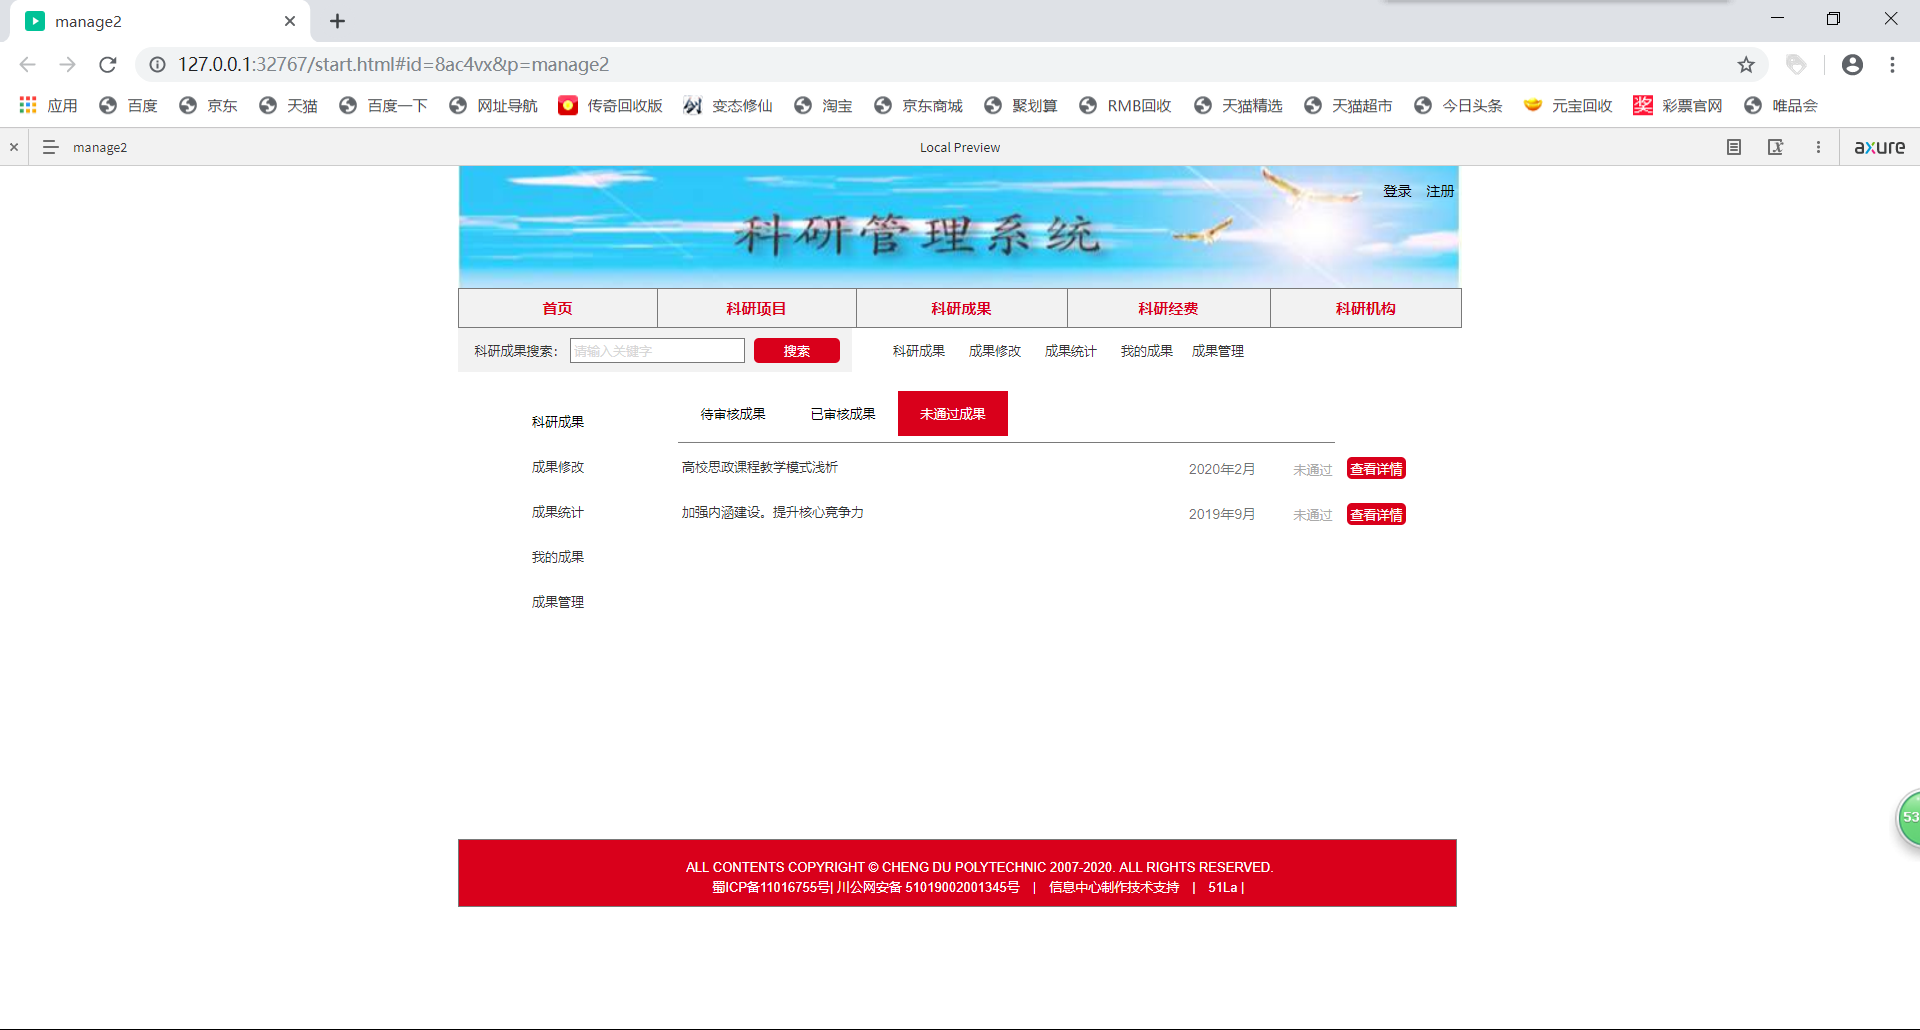 manage2
127.0.0.1:32767/start.html#id=8ac4vx&p=manage2
应用 百度 京东 天猫 百度一下 网址导航 传奇回收版 变态修仙 淘宝 京东商城 聚划算 RMB回收 天猫精选 天猫超市 今日头条 元宝回收 奖 彩票官网 唯品会
manage2 Local Preview axure
登录 注册
科研管理系统
首页 科研项目 科研成果 科研经费 科研机构
科研成果搜索： 请输入关键字 搜索 科研成果 成果修改 成果统计 我的成果 成果管理
待审核成果 已审核成果 未通过成果
科研成果
成果修改
成果统计
我的成果
成果管理
高校思政课程教学模式浅析 2020年2月 未通过 查看详情
加强内涵建设。提升核心竞争力 2019年9月 未通过 查看详情
53
ALL CONTENTS COPYRIGHT © CHENG DU POLYTECHNIC 2007-2020. ALL RIGHTS RESERVED.
蜀ICP备11016755号| 川公网安备 51019002001345号 | 信息中心制作技术支持 | 51La |